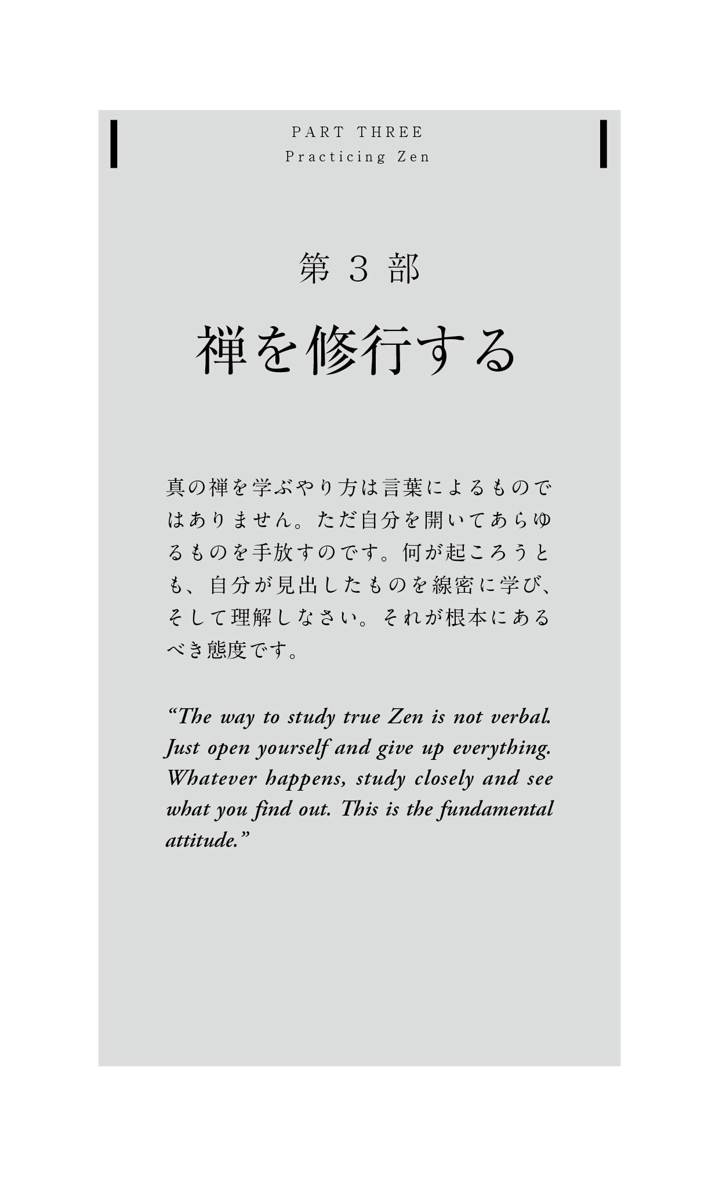 PART THREE
Practicing Zen
第3部
禅を修行する
真の禅を学ぶやり方は言葉によるもので
はありません。ただ自分を開いてあらゆ
るものを手放すのです。何が起ころうと
も、自分が見出したものを線密に学び、
そして理解しなさい。それが根本にある
べき態度です。
“The way to study true Zen is not verbal.
Just open yourself and give up everything.
Whatever happens, study closely and see
what you find out. This is the fundamental
attitude.”